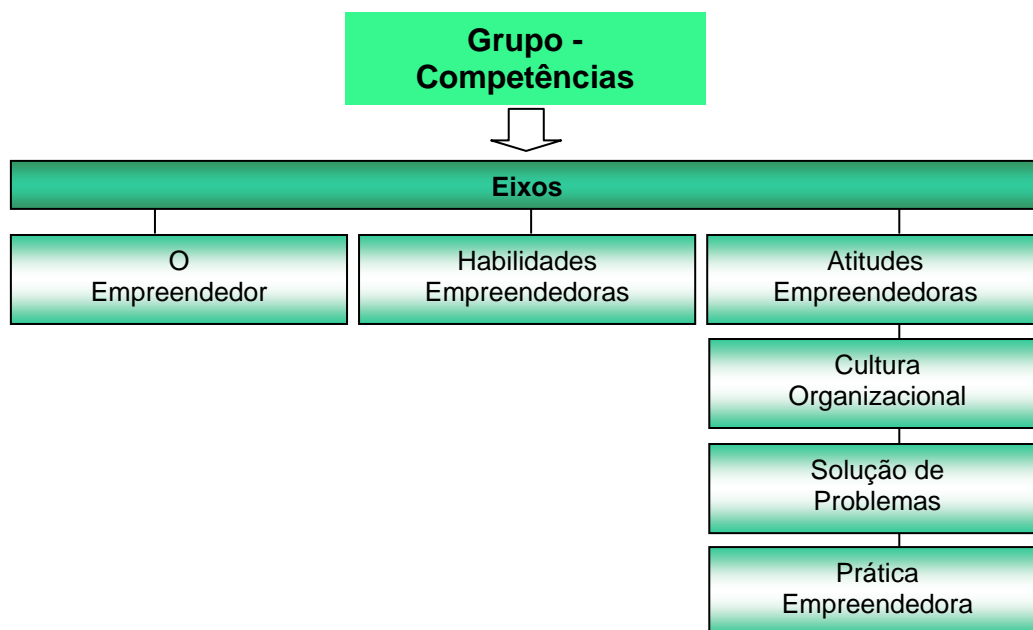 Grupo -
Competências
Eixos
O
Empreendedor
Habilidades
Empreendedoras
Atitudes
Empreendedoras
Cultura
Organizacional
Solução de
Problemas
Prática
Empreendedora